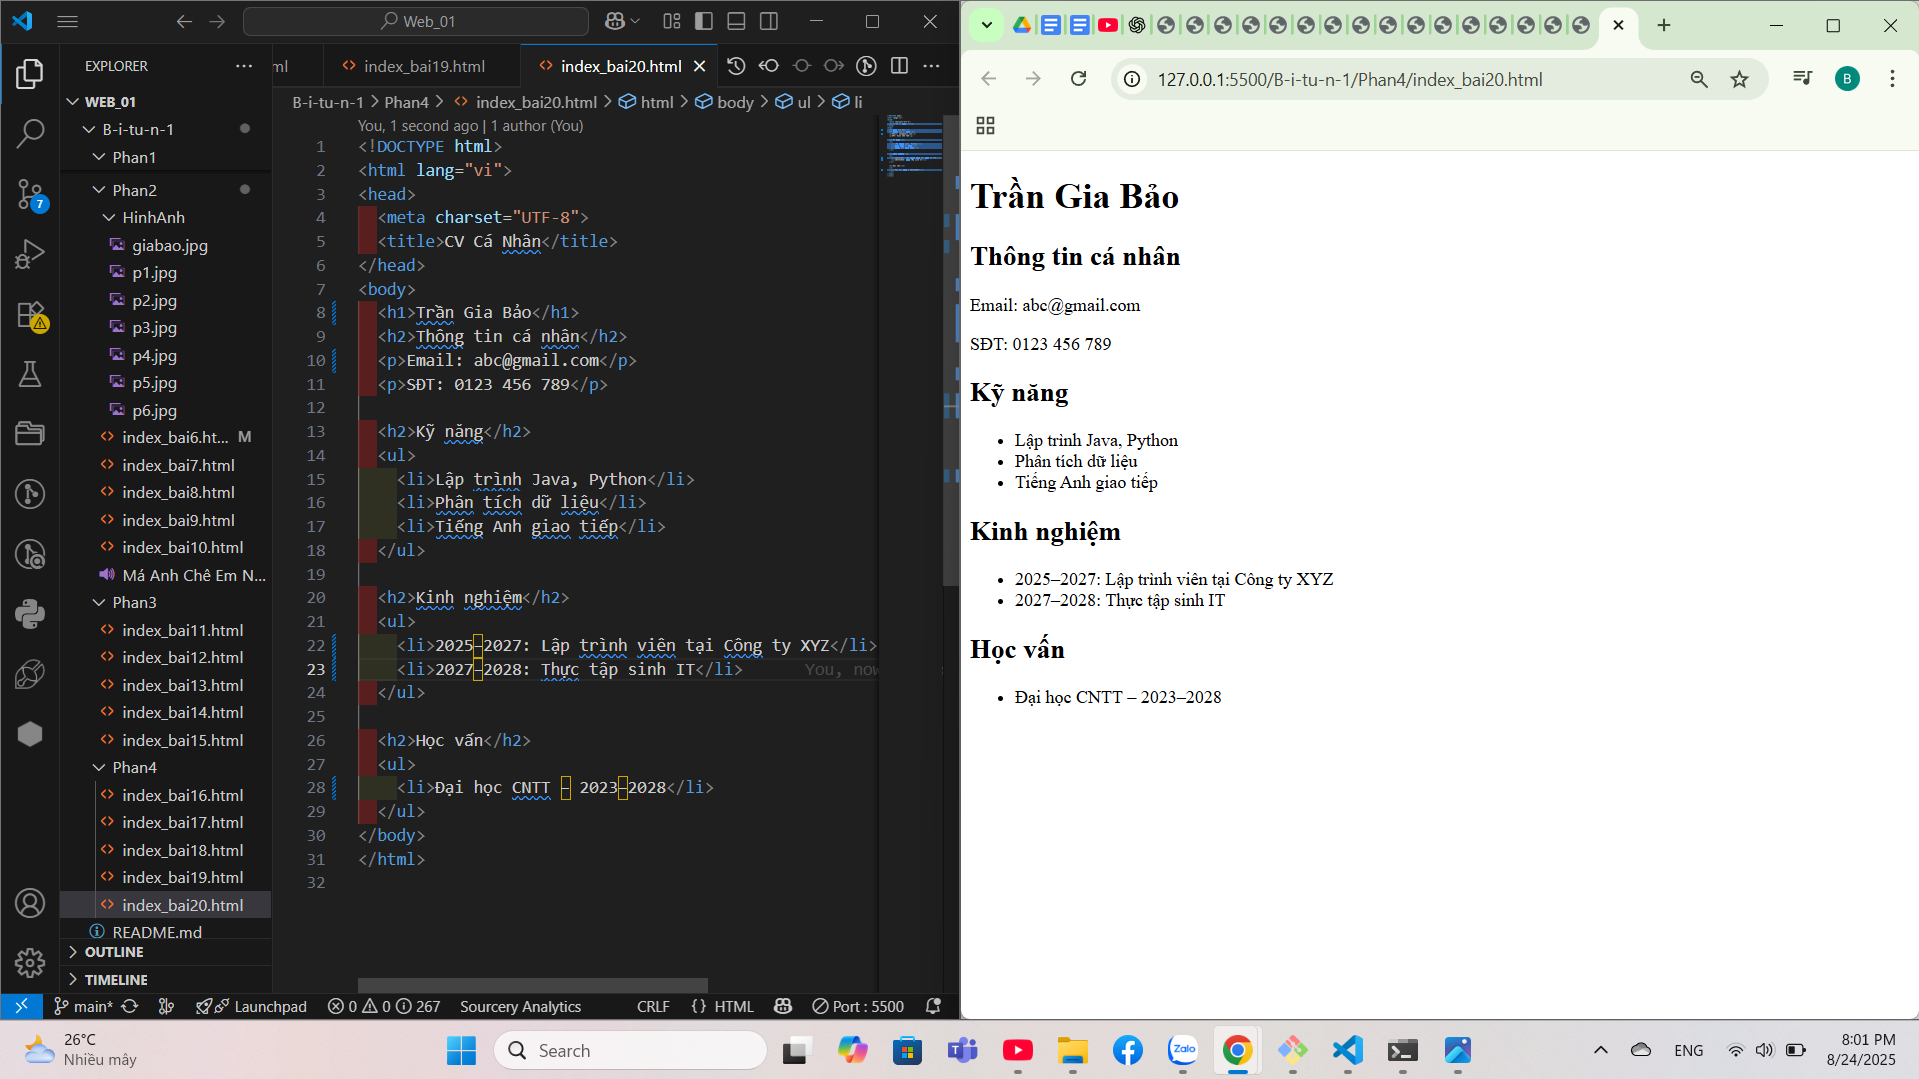 Web_01
EXPLORER
ml
index_bai19.html
index_bai20.html
WEB_01
B-i-tu-n-1
Phan1
Phan2
HinhAnh
giabao.jpg
p1.jpg
p2.jpg
p3.jpg
p4.jpg
p5.jpg
p6.jpg
index_bai6.ht... M
index_bai7.html
index_bai8.html
index_bai9.html
index_bai10.html
Má Anh Chê Em N...
Phan3
index_bai11.html
index_bai12.html
index_bai13.html
index_bai14.html
index_bai15.html
Phan4
index_bai16.html
index_bai17.html
index_bai18.html
index_bai19.html
index_bai20.html
README.md
OUTLINE
TIMELINE
7
B-i-tu-n-1 > Phan4 > index_bai20.html > html > body > ul > li
You, 1 second ago | 1 author (You)
1 <!DOCTYPE html>
2 <html lang="vi">
3 <head>
4 <meta charset="UTF-8">
5 <title>CV Cá Nhân</title>
6 </head>
7 <body>
8 <h1>Trần Gia Bảo</h1>
9 <h2>Thông tin cá nhân</h2>
10 <p>Email: abc@gmail.com</p>
11 <p>SĐT: 0123 456 789</p>
12
13 <h2>Kỹ năng</h2>
14 <ul>
15 <li>Lập trình Java, Python</li>
16 <li>Phân tích dữ liệu</li>
17 <li>Tiếng Anh giao tiếp</li>
18 </ul>
19
20 <h2>Kinh nghiệm</h2>
21 <ul>
22 <li>2025–2027: Lập trình viên tại Công ty XYZ</li>
23 <li>2027–2028: Thực tập sinh IT</li> You, now
24 </ul>
25
26 <h2>Học vấn</h2>
27 <ul>
28 <li>Đại học CNTT – 2023–2028</li>
29 </ul>
30 </body>
31 </html>
32
main* Launchpad 0 0 267 Sourcery Analytics CRLF {} HTML Port : 5500
127.0.0.1:5500/B-i-tu-n-1/Phan4/index_bai20.html
B
Trần Gia Bảo
Thông tin cá nhân
Email: abc@gmail.com
SĐT: 0123 456 789
Kỹ năng
• Lập trình Java, Python
• Phân tích dữ liệu
• Tiếng Anh giao tiếp
Kinh nghiệm
• 2025–2027: Lập trình viên tại Công ty XYZ
• 2027–2028: Thực tập sinh IT
Học vấn
• Đại học CNTT – 2023–2028
26°C
Nhiều mây
Search
Zalo
ENG
8:01 PM
8/24/2025